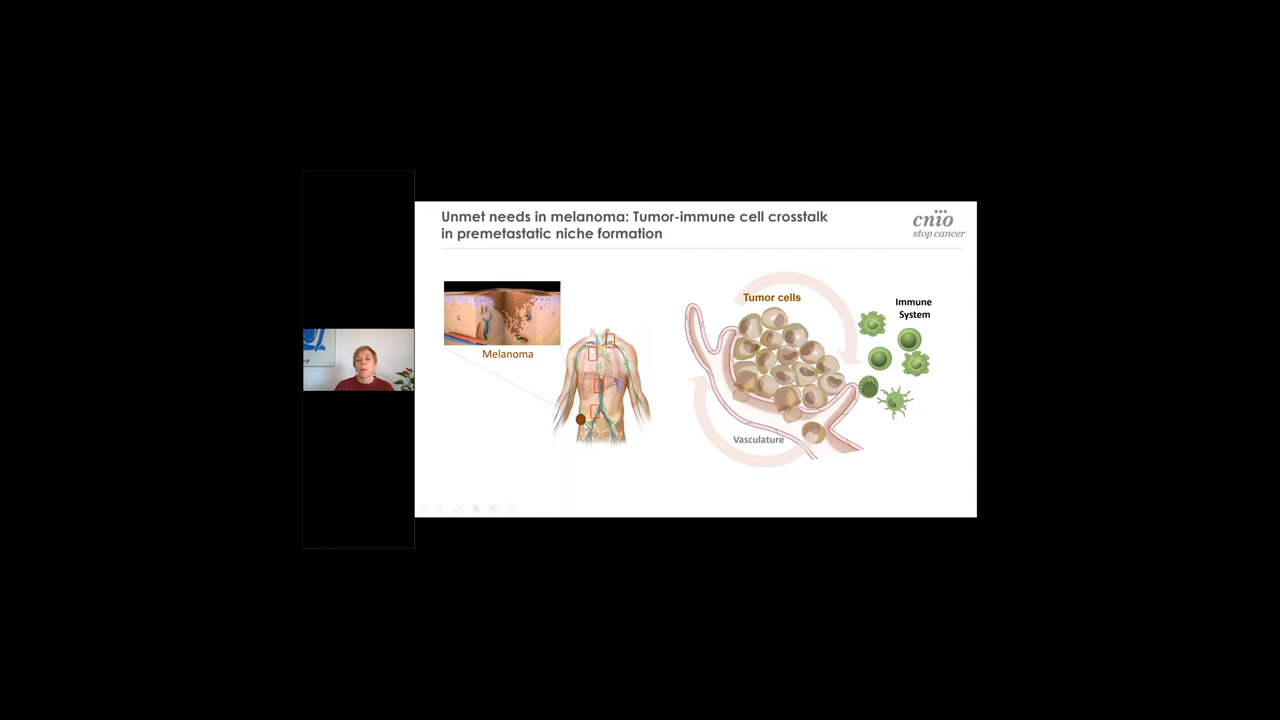 Unmet needs in melanoma: Tumor-immune cell crosstalk
in premetastatic niche formation
cnio
stop cancer
Melanoma
Tumor cells
Immune
System
Vasculature